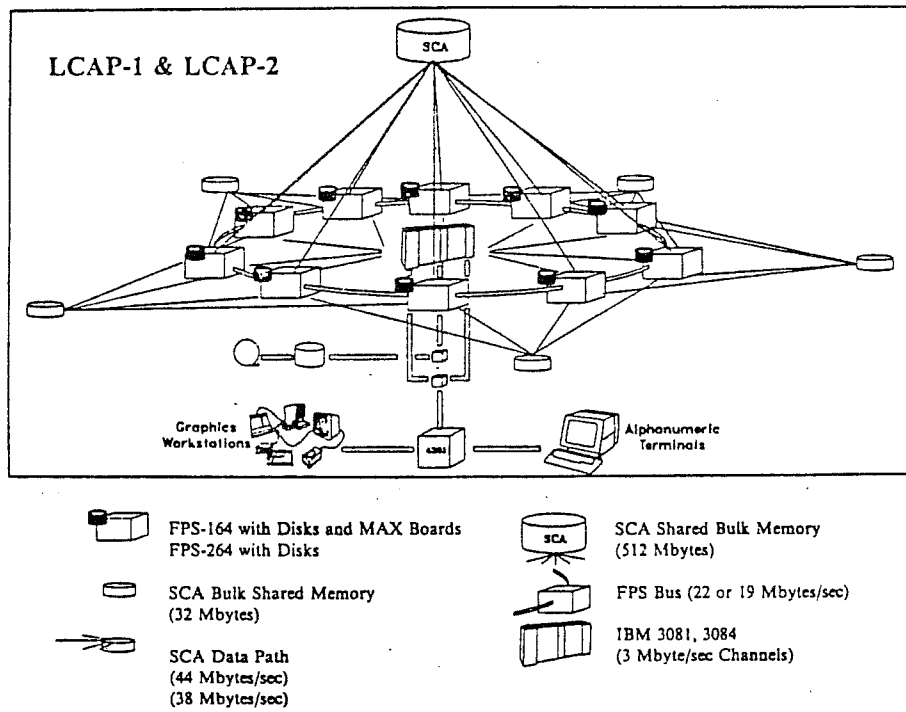 SCA
LCAP-1 & LCAP-2
Graphics
Workstations
4381
Alphanumeric
Terminals
FPS-164 with Disks and MAX Boards
FPS-264 with Disks
SCA Bulk Shared Memory
(32 Mbytes)
SCA Data Path
(44 Mbytes/sec)
(38 Mbytes/sec)
SCA
SCA Shared Bulk Memory
(512 Mbytes)
FPS Bus (22 or 19 Mbytes/sec)
IBM 3081, 3084
(3 Mbyte/sec Channels)